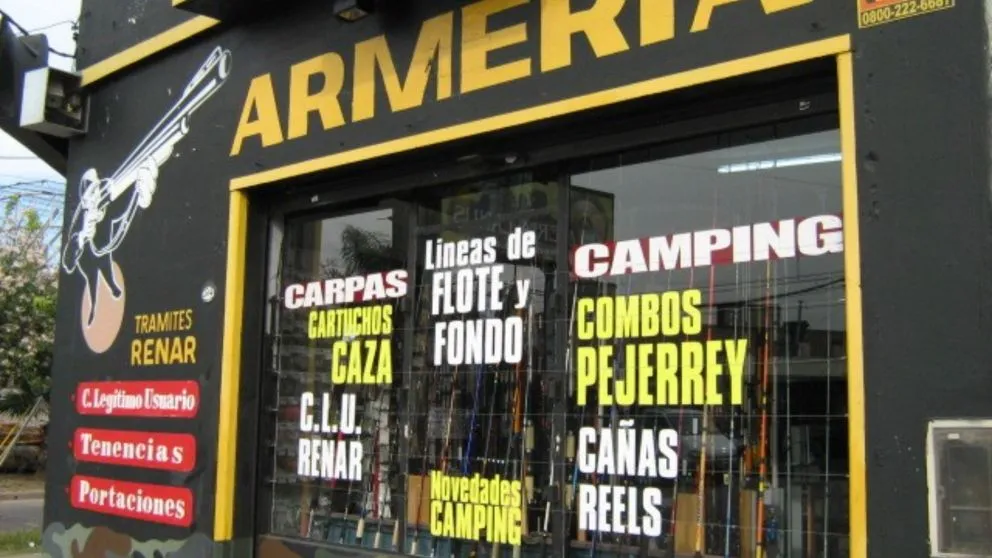 0800-222-6687
ARMERIA
TRAMITES
RENAR
C. Legítimo Usuario
Tenencias
Portaciones
CARPAS
CARTUCHOS
CAZA
C.L.U.
RENAR
Lineas de
FLOTE y
FONDO
Novedades
CAMPING
CAMPING
COMBOS
PEJERREY
CAÑAS
REELS